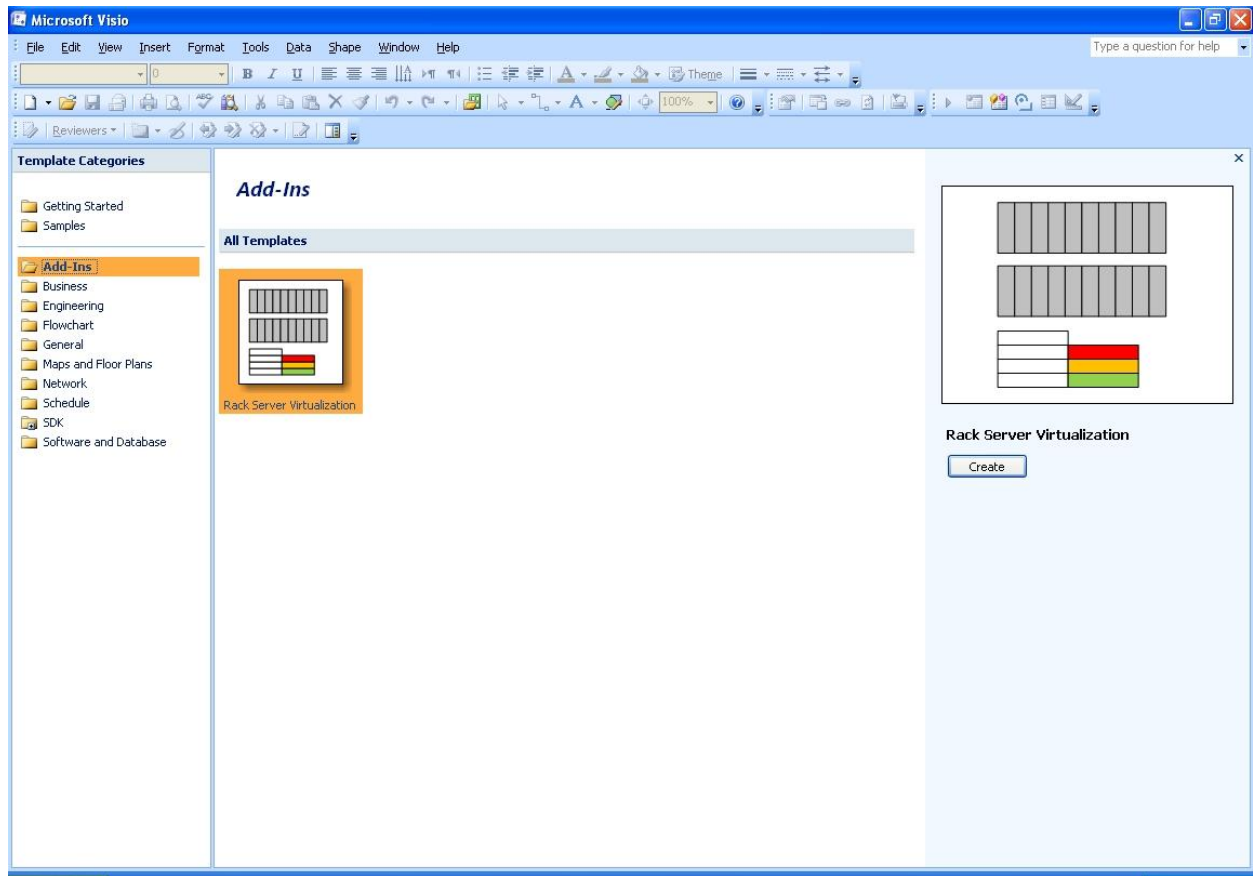 Microsoft Visio
File Edit View Insert Format Tools Data Shape Window Help
Type a question for help
0
B I U
A
Theme
ABC
A
100%
Reviewers
Template Categories
Getting Started
Samples
Add-Ins
Business
Engineering
Flowchart
General
Maps and Floor Plans
Network
Schedule
SDK
Software and Database
Add-Ins
All Templates
Rack Server Virtualization
Rack Server Virtualization
Create